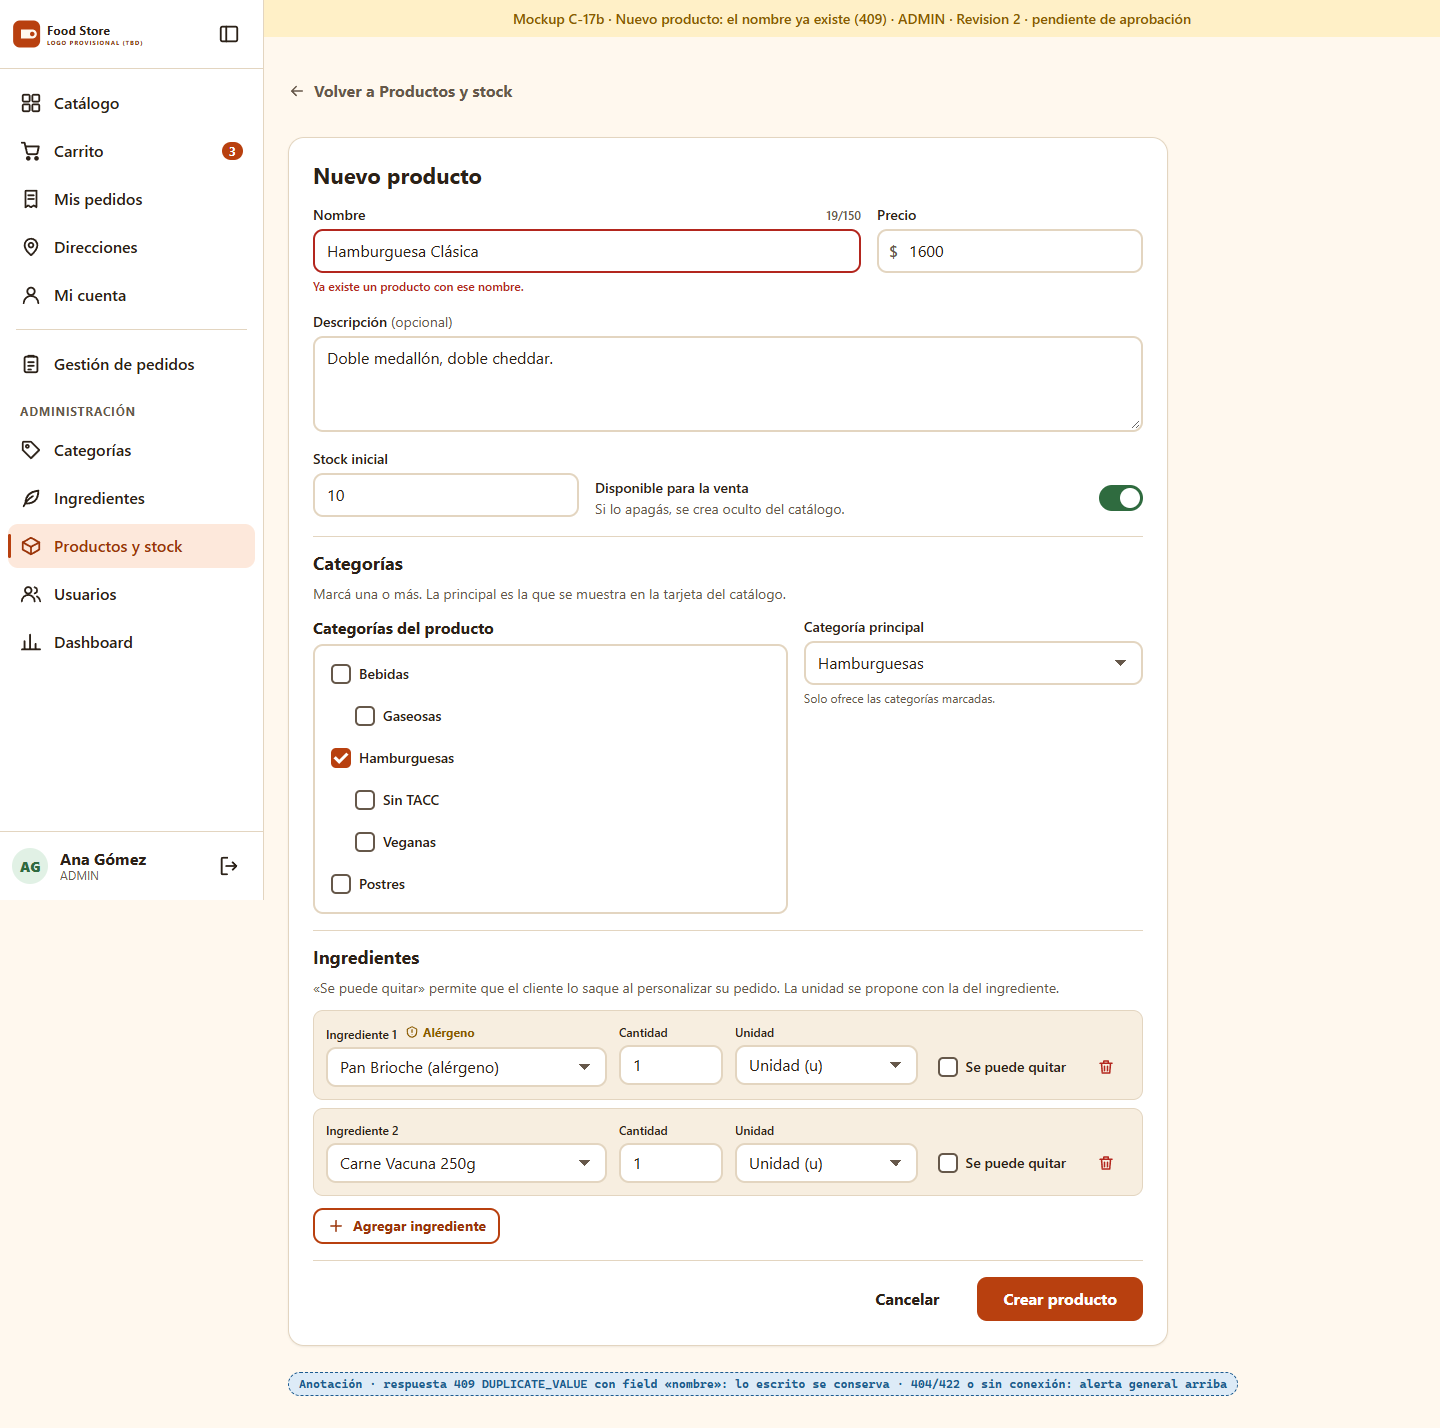 Food Store
LOGO PROVISIONAL (TBD)
Catálogo
Carrito
3
Mis pedidos
Direcciones
Mi cuenta
Gestión de pedidos
ADMINISTRACIÓN
Categorías
Ingredientes
Productos y stock
Usuarios
Dashboard
AG
Ana Gómez
ADMIN
Mockup C-17b · Nuevo producto: el nombre ya existe (409) · ADMIN · Revision 2 · pendiente de aprobación
Volver a Productos y stock
Nuevo producto
Nombre
19/150
Precio
Hamburguesa Clásica
$ 1600
Ya existe un producto con ese nombre.
Descripción (opcional)
Doble medallón, doble cheddar.
Stock inicial
10
Disponible para la venta
Si lo apagás, se crea oculto del catálogo.
Categorías
Marcá una o más. La principal es la que se muestra en la tarjeta del catálogo.
Categorías del producto
Bebidas
Gaseosas
Hamburguesas
Sin TACC
Veganas
Postres
Categoría principal
Hamburguesas
Solo ofrece las categorías marcadas.
Ingredientes
«Se puede quitar» permite que el cliente lo saque al personalizar su pedido. La unidad se propone con la del ingrediente.
Ingrediente 1 Alérgeno
Cantidad
Unidad
Pan Brioche (alérgeno)
1
Unidad (u)
Se puede quitar
Ingrediente 2
Cantidad
Unidad
Carne Vacuna 250g
1
Unidad (u)
Se puede quitar
Agregar ingrediente
Cancelar
Crear producto
Anotación · respuesta 409 DUPLICATE_VALUE con field «nombre»: lo escrito se conserva · 404/422 o sin conexión: alerta general arriba